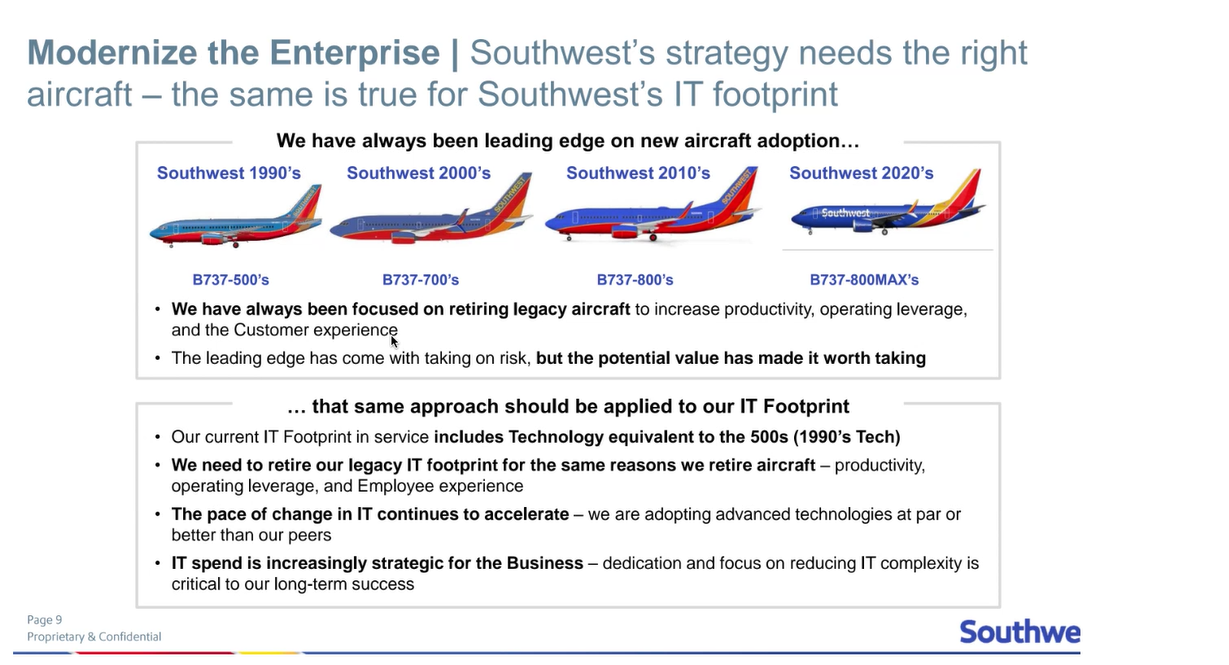 Modernize the Enterprise | Southwest’s strategy needs the right
aircraft – the same is true for Southwest’s IT footprint
We have always been leading edge on new aircraft adoption…
Southwest 1990’s
Southwest 2000’s
Southwest 2010’s
Southwest 2020’s
SOUTHWEST
SOUTHWEST
SOUTHWEST
Southwest
B737-500’s
B737-700’s
B737-800’s
B737-800MAX’s
• We have always been focused on retiring legacy aircraft to increase productivity, operating leverage,
and the Customer experience
• The leading edge has come with taking on risk, but the potential value has made it worth taking
… that same approach should be applied to our IT Footprint
• Our current IT Footprint in service includes Technology equivalent to the 500s (1990’s Tech)
• We need to retire our legacy IT footprint for the same reasons we retire aircraft – productivity,
operating leverage, and Employee experience
• The pace of change in IT continues to accelerate – we are adopting advanced technologies at par or
better than our peers
• IT spend is increasingly strategic for the Business – dedication and focus on reducing IT complexity is
critical to our long-term success
Page 9
Proprietary & Confidential
Southwe